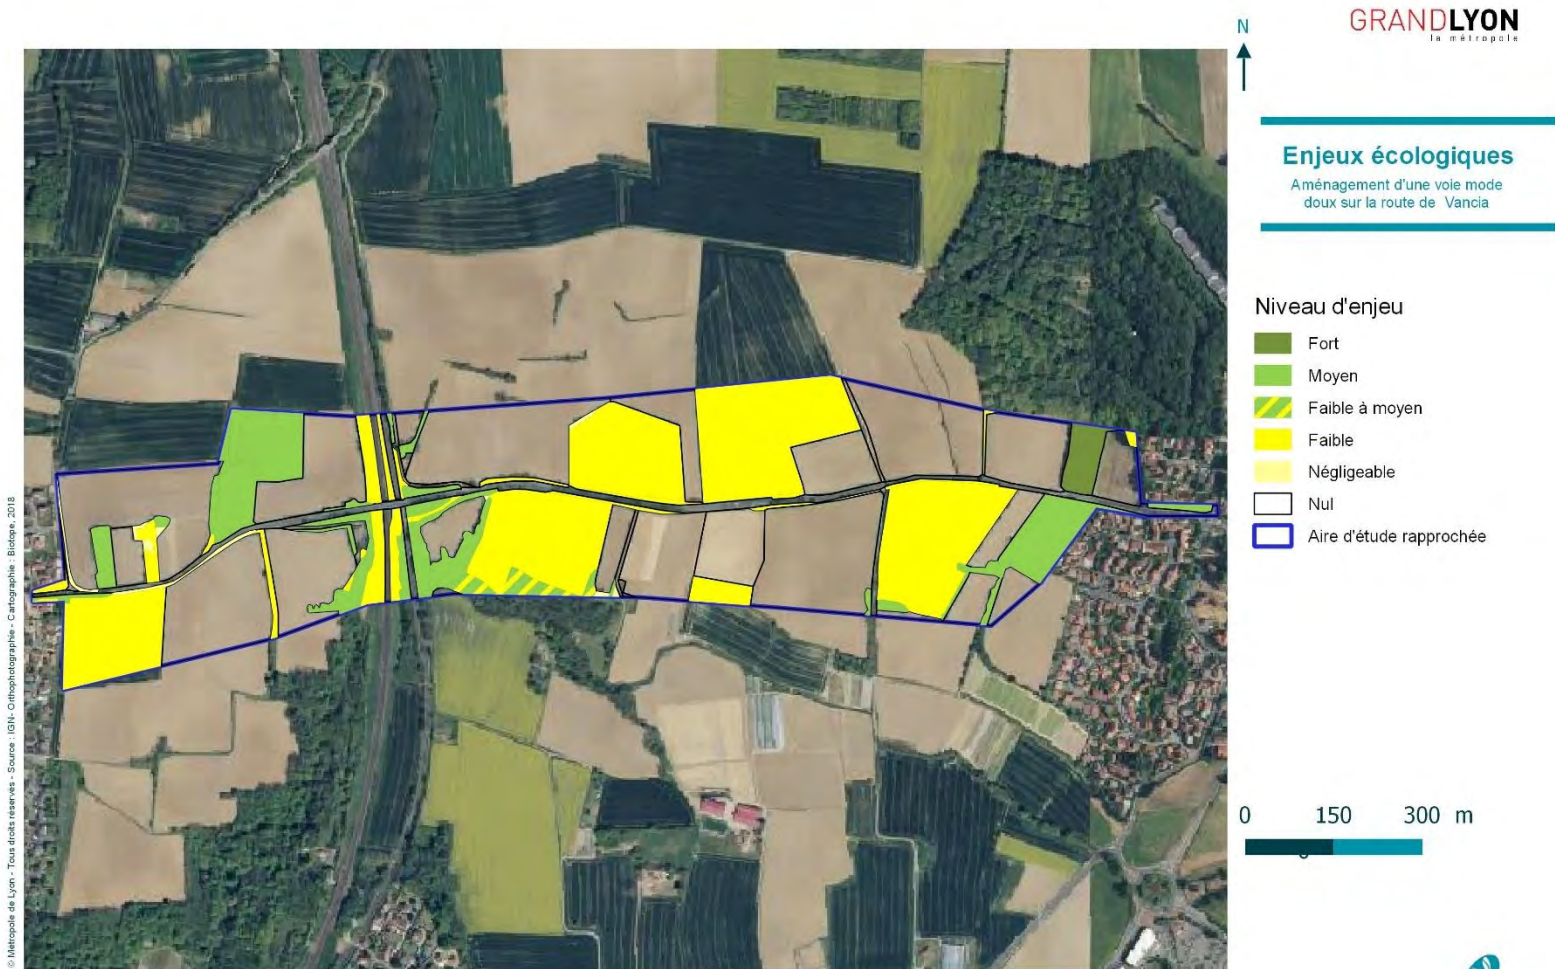 GRANDLYON
la métropole
N
Enjeux écologiques
Aménagement d'une voie mode
doux sur la route de Vancia
Niveau d'enjeu
Fort
Moyen
Faible à moyen
Faible
Négligeable
Nul
Aire d'étude rapprochée
0 150 300 m
© Métropole de Lyon - Tous droits réservés - Source : IGN- Orthophotographie - Cartographie : Biotope, 2018